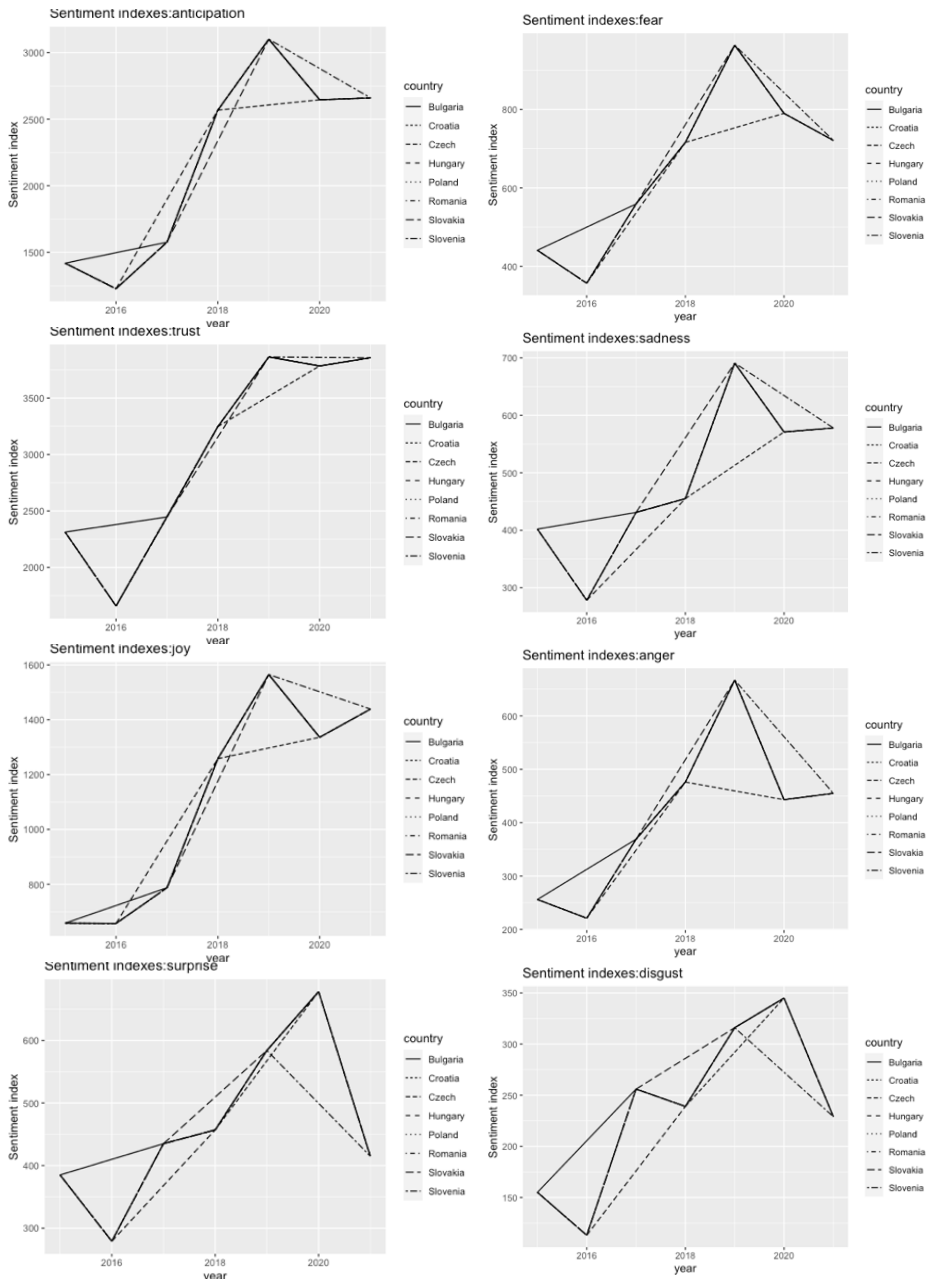 Sentiment indexes:anticipation
Sentiment index
3000
2500
2000
1500
2016
2018
2020
year
country
Bulgaria
Croatia
Czech
Hungary
Poland
Romania
Slovakia
Slovenia
Sentiment indexes:fear
Sentiment index
800
600
400
2016
2018
2020
year
country
Bulgaria
Croatia
Czech
Hungary
Poland
Romania
Slovakia
Slovenia
Sentiment indexes:trust
Sentiment index
3500
3000
2500
2000
2016
2018
2020
year
country
Bulgaria
Croatia
Czech
Hungary
Poland
Romania
Slovakia
Slovenia
Sentiment indexes:sadness
Sentiment index
700
600
500
400
300
2016
2018
2020
year
country
Bulgaria
Croatia
Czech
Hungary
Poland
Romania
Slovakia
Slovenia
Sentiment indexes:joy
Sentiment index
1600
1400
1200
1000
800
2016
2018
2020
year
country
Bulgaria
Croatia
Czech
Hungary
Poland
Romania
Slovakia
Slovenia
Sentiment indexes:anger
Sentiment index
600
500
400
300
200
2016
2018
2020
year
country
Bulgaria
Croatia
Czech
Hungary
Poland
Romania
Slovakia
Slovenia
Sentiment indexes:surprise
Sentiment index
600
500
400
300
2016
2018
2020
year
country
Bulgaria
Croatia
Czech
Hungary
Poland
Romania
Slovakia
Slovenia
Sentiment indexes:disgust
Sentiment index
350
300
250
200
150
2016
2018
2020
year
country
Bulgaria
Croatia
Czech
Hungary
Poland
Romania
Slovakia
Slovenia